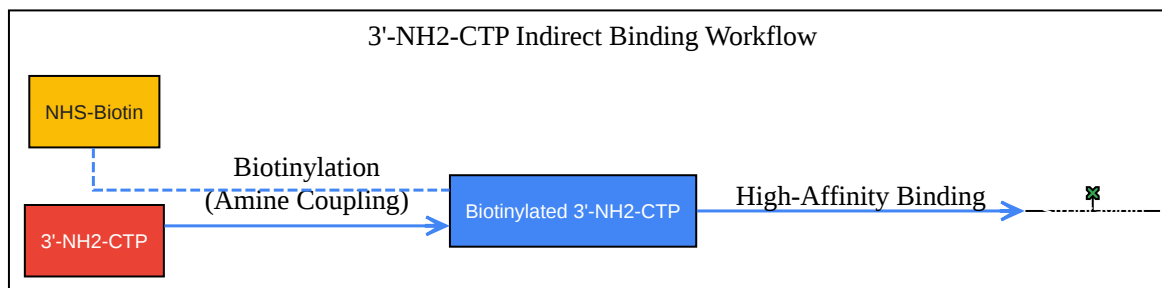 3'-NH2-CTP Indirect Binding Workflow
NHS-Biotin
Biotinylation
(Amine Coupling)
3'-NH2-CTP
Biotinylated 3'-NH2-CTP
High-Affinity Binding